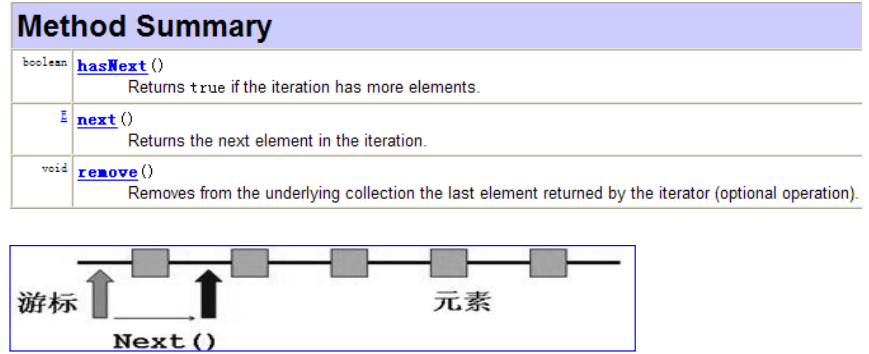 Method Summary
boolean hasNext()
Returns true if the iteration has more elements.
E next()
Returns the next element in the iteration.
void remove()
Removes from the underlying collection the last element returned by the iterator (optional operation).
游标 元素
Next()